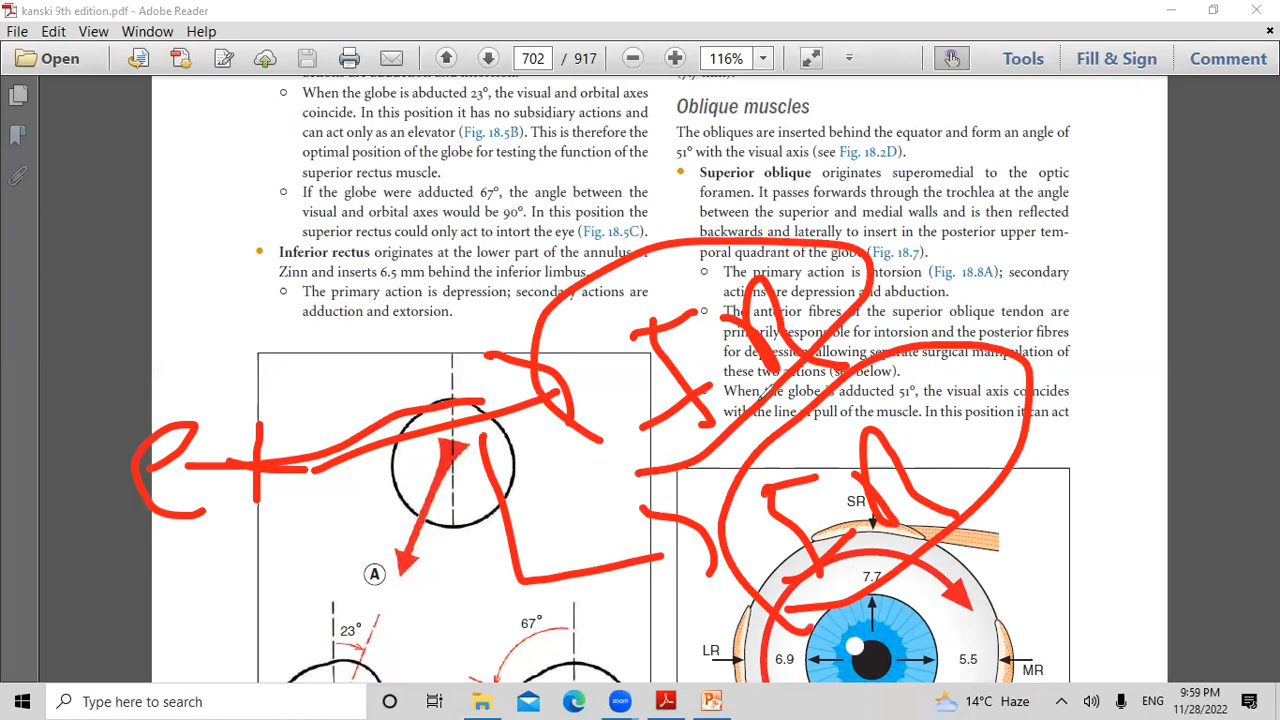 kanski 9th edition.pdf - Adobe Reader
File Edit View Window Help
Open 702 / 917 116% Tools Fill & Sign Comment
When the globe is abducted 23°, the visual and orbital axes
coincide. In this position it has no subsidiary actions and
can act only as an elevator (Fig. 18.5B). This is therefore the
optimal position of the globe for testing the function of the
superior rectus muscle.
If the globe were adducted 67°, the angle between the
visual and orbital axes would be 90°. In this position the
superior rectus could only act to intort the eye (Fig. 18.5C).
Inferior rectus originates at the lower part of the annulus of
Zinn and inserts 6.5 mm behind the inferior limbus.
The primary action is depression; secondary actions are
adduction and extorsion.
A
23°
67°
Oblique muscles
The obliques are inserted behind the equator and form an angle of
51° with the visual axis (see Fig. 18.2D).
Superior oblique originates superomedial to the optic
foramen. It passes forwards through the trochlea at the angle
between the superior and medial walls and is then reflected
backwards and laterally to insert in the posterior upper tem-
poral quadrant of the globe (Fig. 18.7).
The primary action is intorsion (Fig. 18.8A); secondary
actions are depression and abduction.
The anterior fibres of the superior oblique tendon are
primarily responsible for intorsion and the posterior fibres
for depression, allowing separate surgical manipulation of
these two actions (see below).
When the globe is adducted 51°, the visual axis coincides
with the line of pull of the muscle. In this position it can act
SR
7.7
LR 6.9 5.5 MR
Type here to search
14°C Haze ENG 9:59 PM
11/28/2022